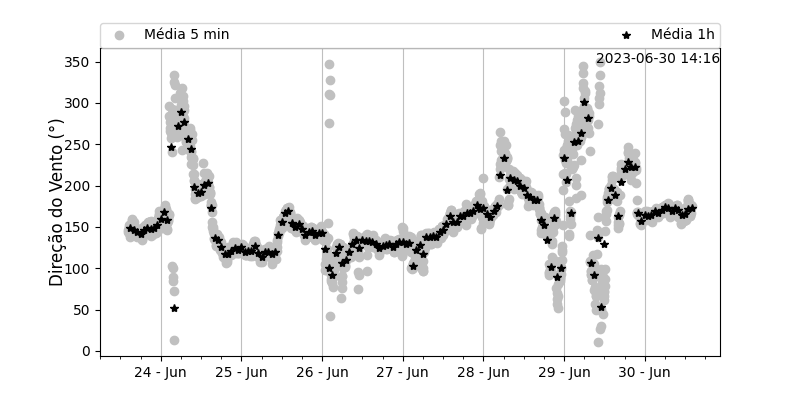 Média 5 min
Média 1h
2023-06-30 14:16
Direção do Vento (°)
350
300
250
200
150
100
50
0
24 - Jun
25 - Jun
26 - Jun
27 - Jun
28 - Jun
29 - Jun
30 - Jun